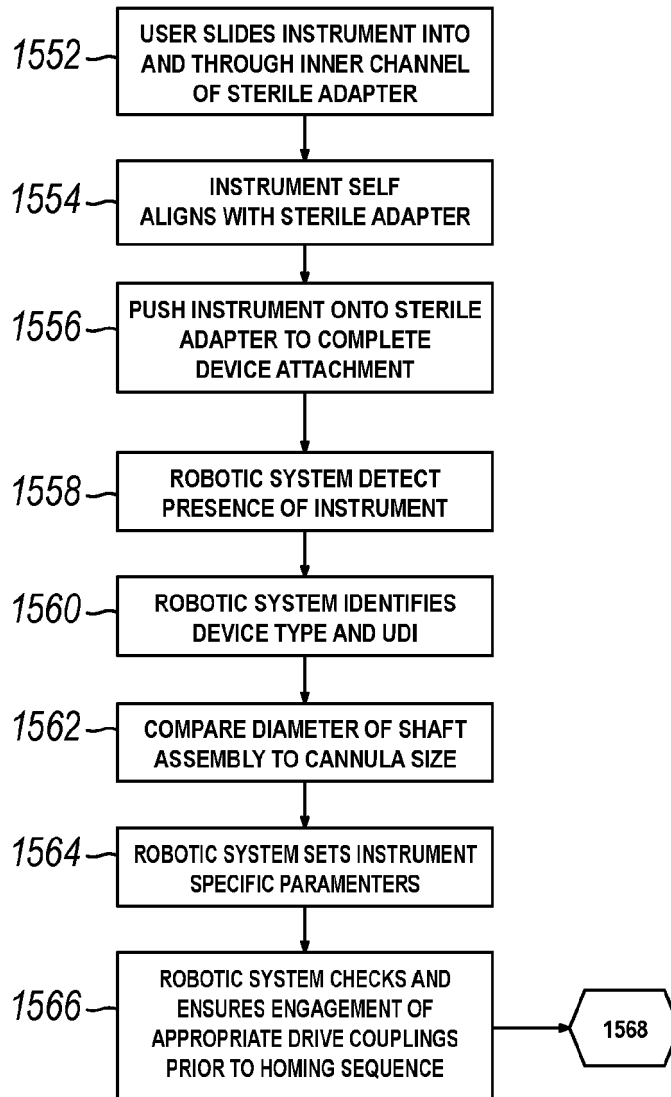 1552
USER SLIDES INSTRUMENT INTO
AND THROUGH INNER CHANNEL
OF STERILE ADAPTER
1554
INSTRUMENT SELF
ALIGNS WITH STERILE ADAPTER
1556
PUSH INSTRUMENT ONTO STERILE
ADAPTER TO COMPLETE
DEVICE ATTACHMENT
1558
ROBOTIC SYSTEM DETECT
PRESENCE OF INSTRUMENT
1560
ROBOTIC SYSTEM IDENTIFIES
DEVICE TYPE AND UDI
1562
COMPARE DIAMETER OF SHAFT
ASSEMBLY TO CANNULA SIZE
1564
ROBOTIC SYSTEM SETS INSTRUMENT
SPECIFIC PARAMENTERS
1566
ROBOTIC SYSTEM CHECKS AND
ENSURES ENGAGEMENT OF
APPROPRIATE DRIVE COUPLINGS
PRIOR TO HOMING SEQUENCE
1568